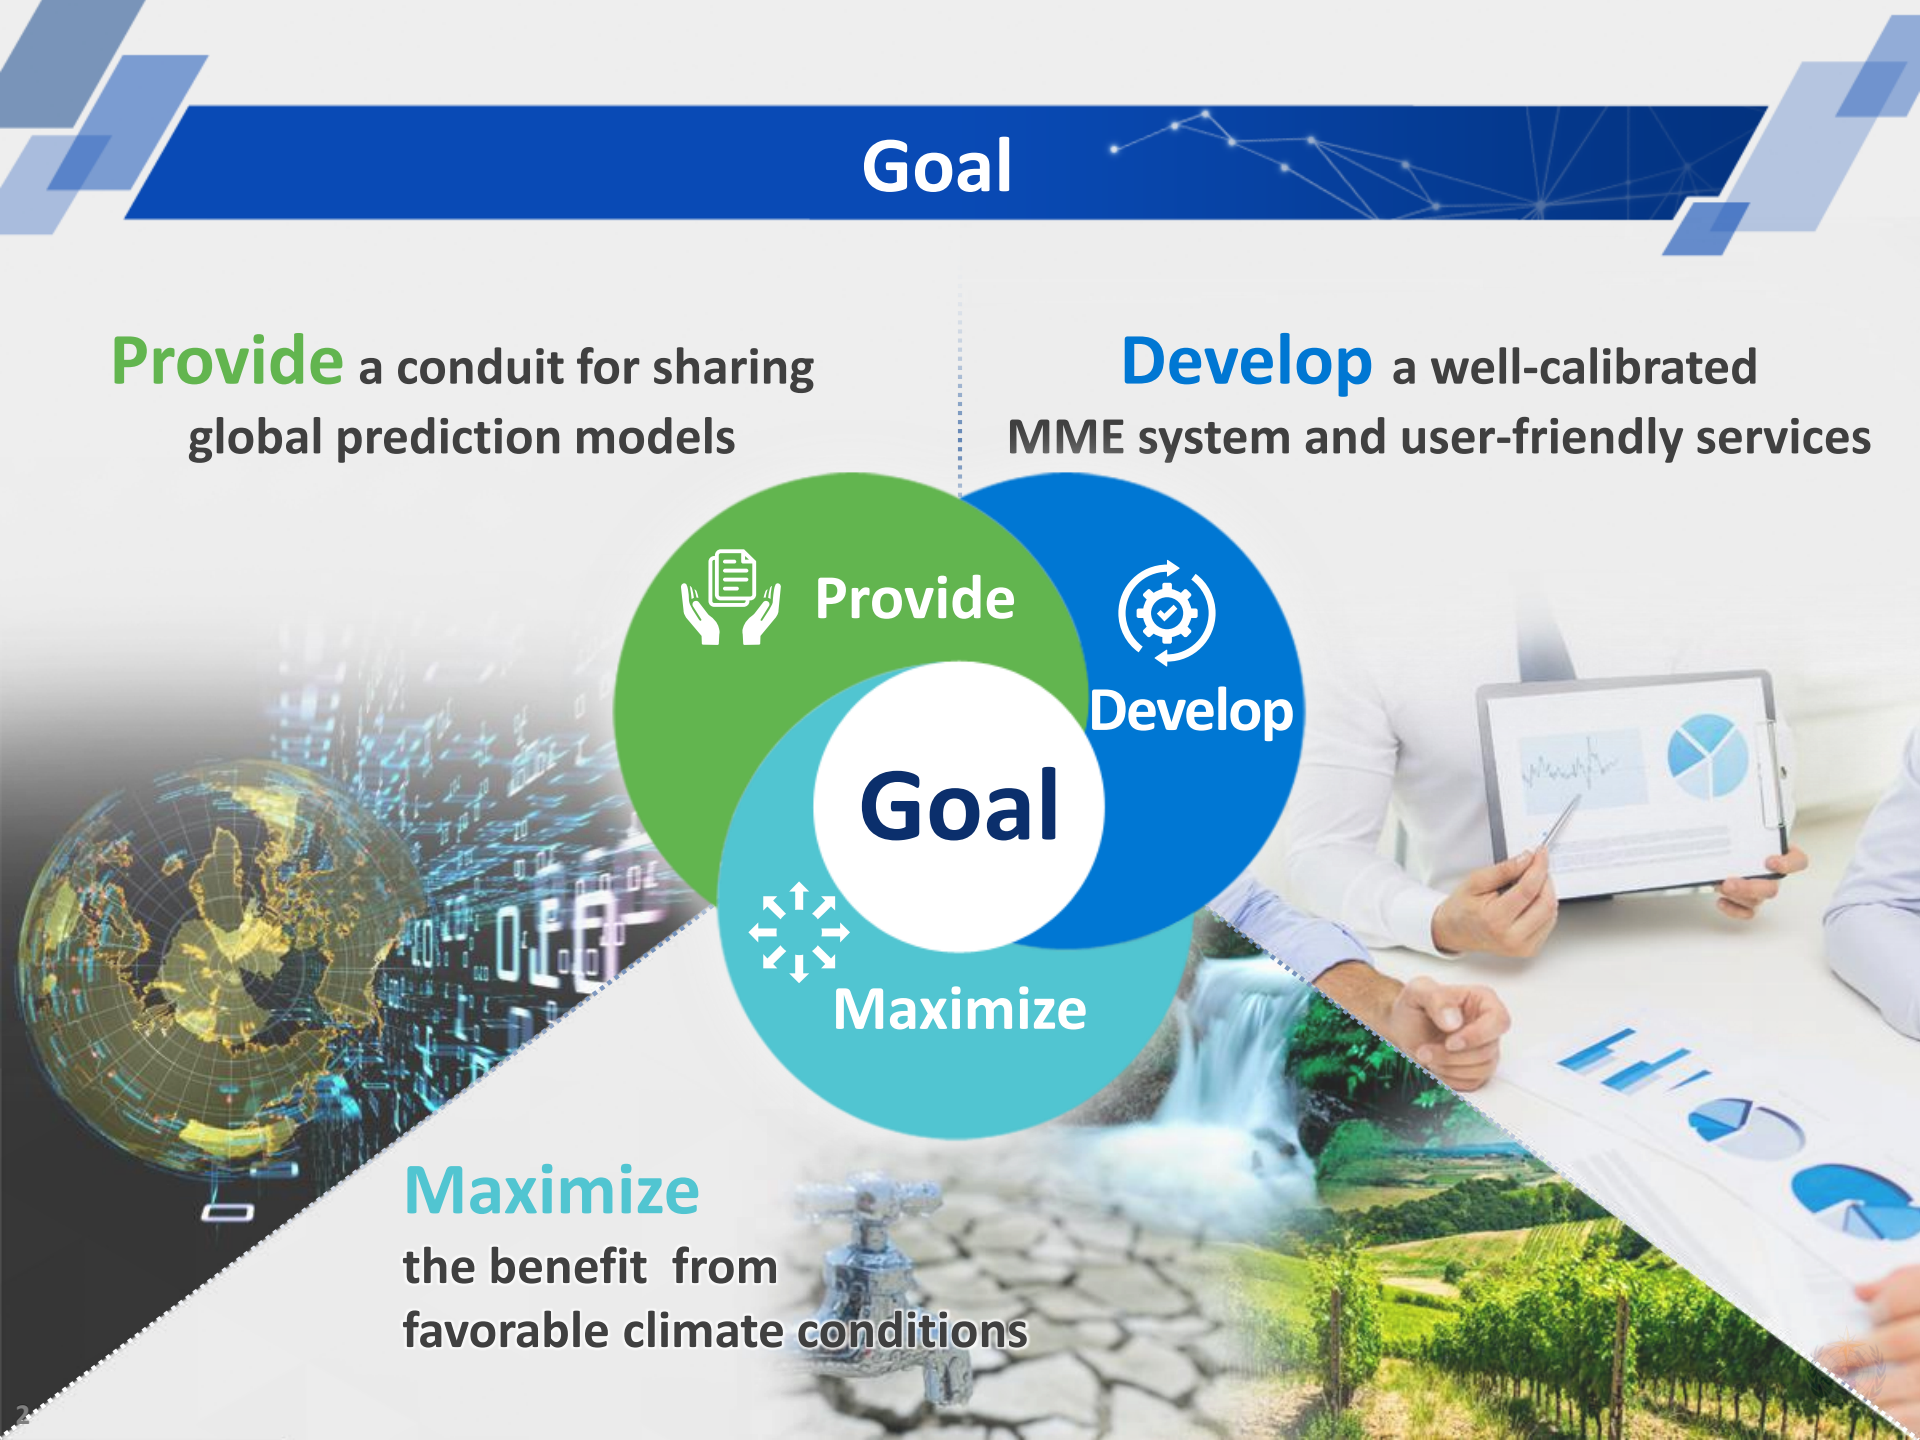 Goal
Provide a conduit for sharing
global prediction models
Develop a well-calibrated
MME system and user-friendly services
Provide
Develop
Goal
Maximize
Maximize
the benefit  from
favorable climate conditions
2